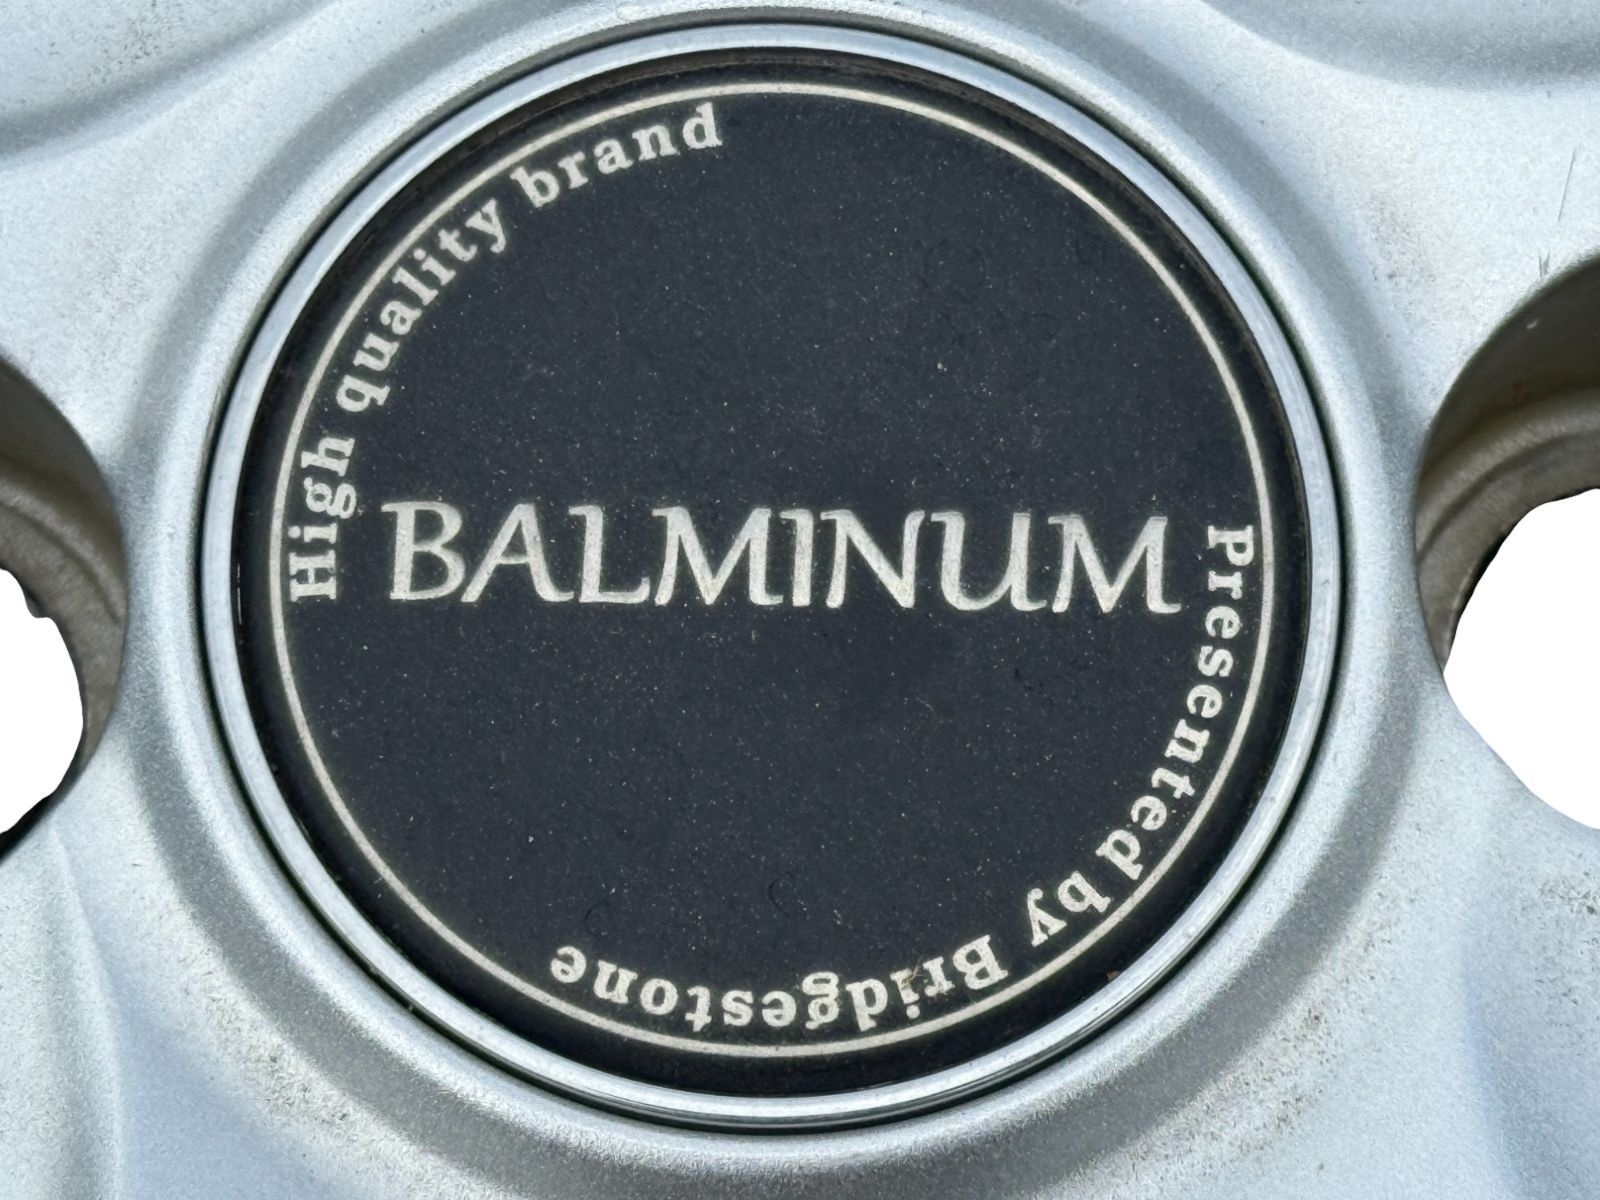 High quality brand
BALMINUM
Presented by Bridgestone